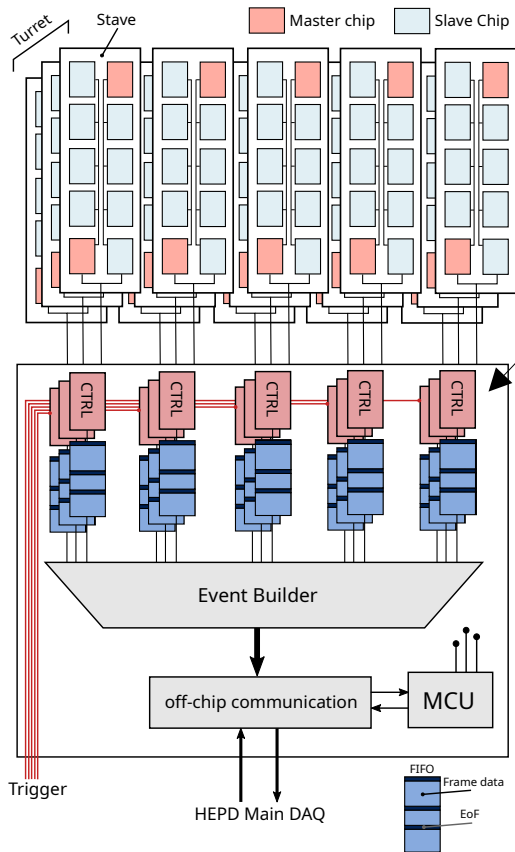 Turret
Stave
Master chip
Slave Chip
CTRL
CTRL
CTRL
CTRL
CTRL
Event Builder
off-chip communication
MCU
Trigger
HEPD Main DAQ
FIFO
Frame data
EoF